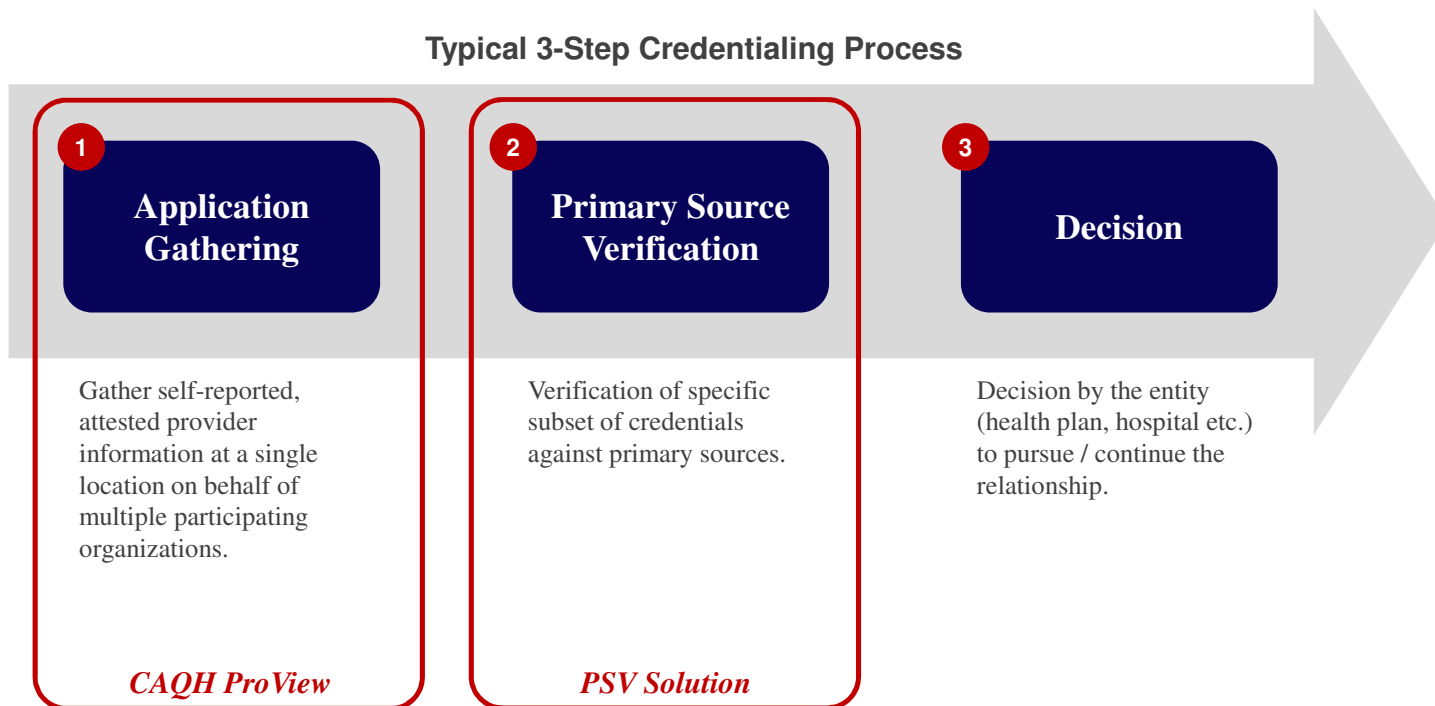 Typical 3-Step Credentialing Process
1
Application
Gathering
Gather self-reported,
attested provider
information at a single
location on behalf of
multiple participating
organizations.
CAQH ProView
2
Primary Source
Verification
Verification of specific
subset of credentials
against primary sources.
PSV Solution
3
Decision
Decision by the entity
(health plan, hospital etc.)
to pursue / continue the
relationship.